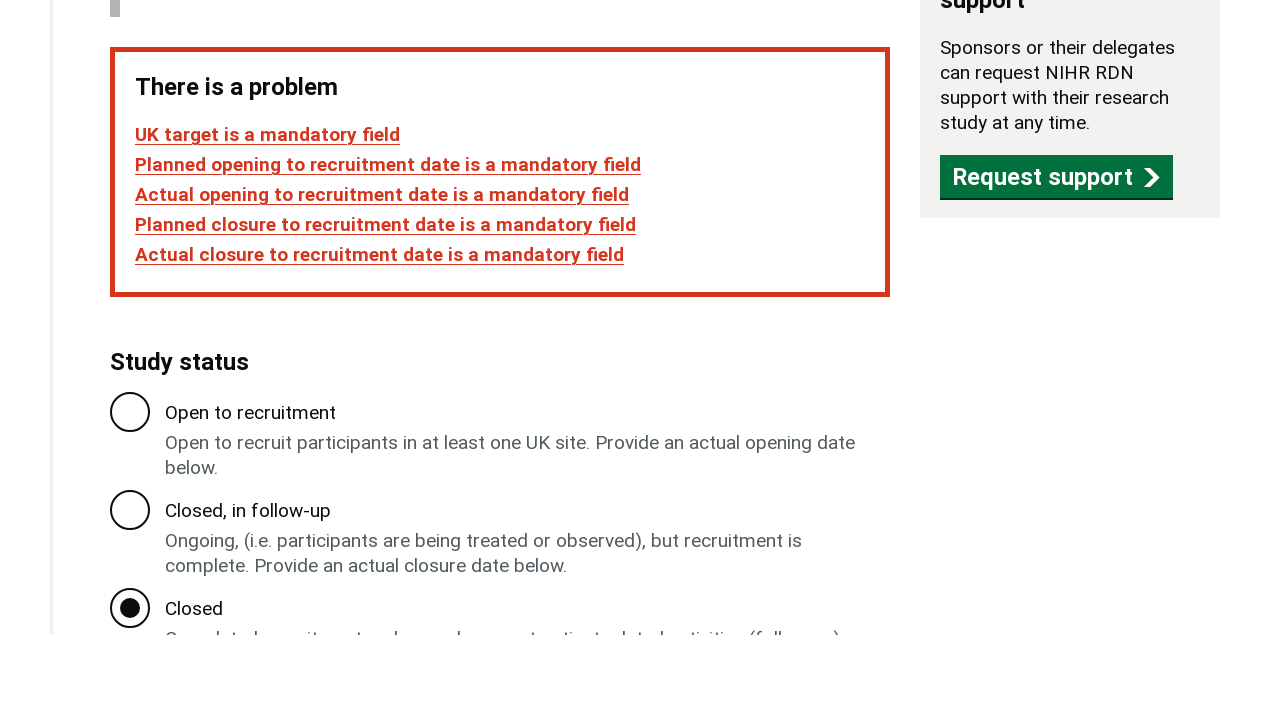 support
Sponsors or their delegates
can request NIHR RDN
support with their research
study at any time.
Request support
There is a problem
UK target is a mandatory field
Planned opening to recruitment date is a mandatory field
Actual opening to recruitment date is a mandatory field
Planned closure to recruitment date is a mandatory field
Actual closure to recruitment date is a mandatory field
Study status
Open to recruitment
Open to recruit participants in at least one UK site. Provide an actual opening date
below.
Closed, in follow-up
Ongoing, (i.e. participants are being treated or observed), but recruitment is
complete. Provide an actual closure date below.
Closed